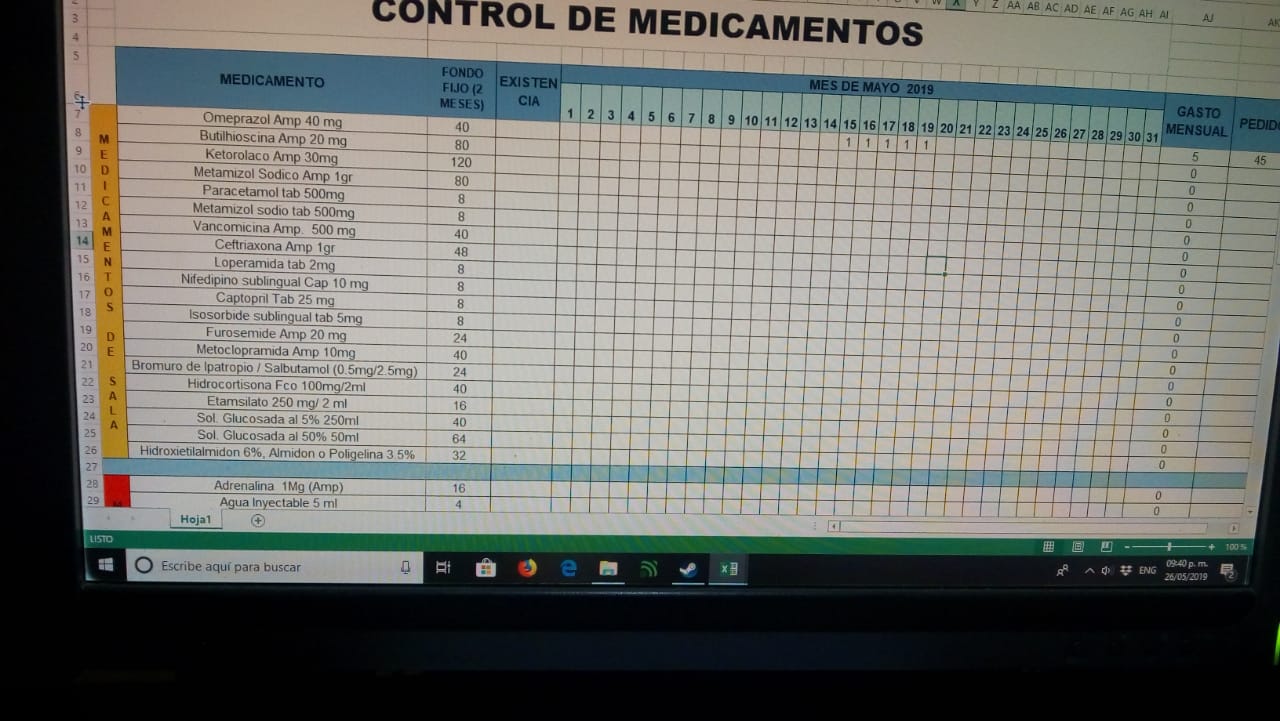 V W X Y Z AA AB AC AD AE AF AG AH AI AJ AK
3 CONTROL DE MEDICAMENTOS
4
5
6 MEDICAMENTO FONDO FIJO (2 MESES) EXISTEN CIA MES DE MAYO 2019 GASTO MENSUAL PEDIDO
1 2 3 4 5 6 7 8 9 10 11 12 13 14 15 16 17 18 19 20 21 22 23 24 25 26 27 28 29 30 31
MEDICAMENTOS DE SALA
7 Omeprazol Amp 40 mg 40 1 1 1 1 1 5 45
8 Butilhioscina Amp 20 mg 80 0
9 Ketorolaco Amp 30mg 120 0
10 Metamizol Sodico Amp 1gr 80 0
11 Paracetamol tab 500mg 8 0
12 Metamizol sodio tab 500mg 8 0
13 Vancomicina Amp. 500 mg 40 0
14 Ceftriaxona Amp 1gr 48 0
15 Loperamida tab 2mg 8 0
16 Nifedipino sublingual Cap 10 mg 8 0
17 Captopril Tab 25 mg 8 0
18 Isosorbide sublingual tab 5mg 8 0
19 Furosemide Amp 20 mg 24 0
20 Metoclopramida Amp 10mg 40 0
21 Bromuro de Ipatropio / Salbutamol (0.5mg/2.5mg) 24 0
22 Hidrocortisona Fco 100mg/2ml 40 0
23 Etamsilato 250 mg/ 2 ml 16 0
24 Sol. Glucosada al 5% 250ml 40 0
25 Sol. Glucosada al 50% 50ml 64 0
26 Hidroxietilalmidon 6%, Almidon o Poligelina 3.5% 32 0
27
28 Adrenalina 1Mg (Amp) 16 0
29 M Agua Inyectable 5 ml 4 0
Hoja1
LISTO 100%
Escribe aquí para buscar ENG 09:40 p. m.
26/05/2019 2